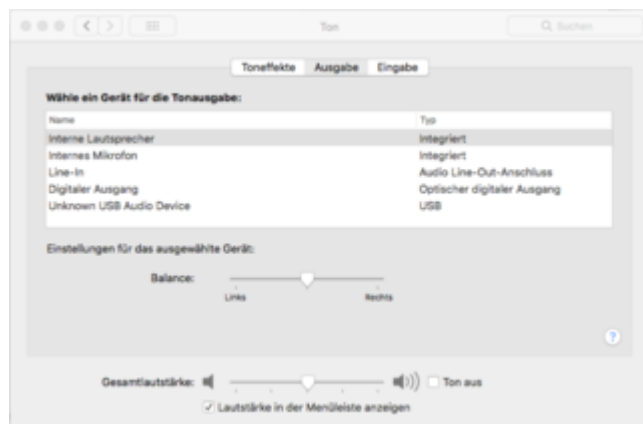 Ton
Suchen
Toneffekte Ausgabe Eingabe
Wähle ein Gerät für die Tonausgabe:
Name Typ
Interne Lautsprecher Integriert
Internes Mikrofon Integriert
Line-In Audio Line-Out-Anschluss
Digitaler Ausgang Optischer digitaler Ausgang
Unknown USB Audio Device USB
Einstellungen für das ausgewählte Gerät:
Balance:
Links Rechts
?
Gesamtlautstärke: Ton aus
Lautstärke in der Menüleiste anzeigen